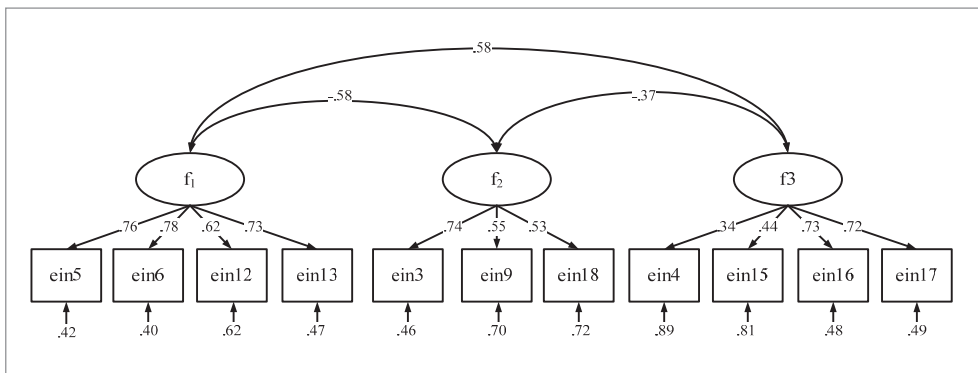 .58
-.58
-.37
f1
f2
f3
.76 .78 .62 .73
.74 .55 .53
.34 .44 .73 .72
ein5 ein6 ein12 ein13
ein3 ein9 ein18
ein4 ein15 ein16 ein17
.42 .40 .62 .47
.46 .70 .72
.89 .81 .48 .49